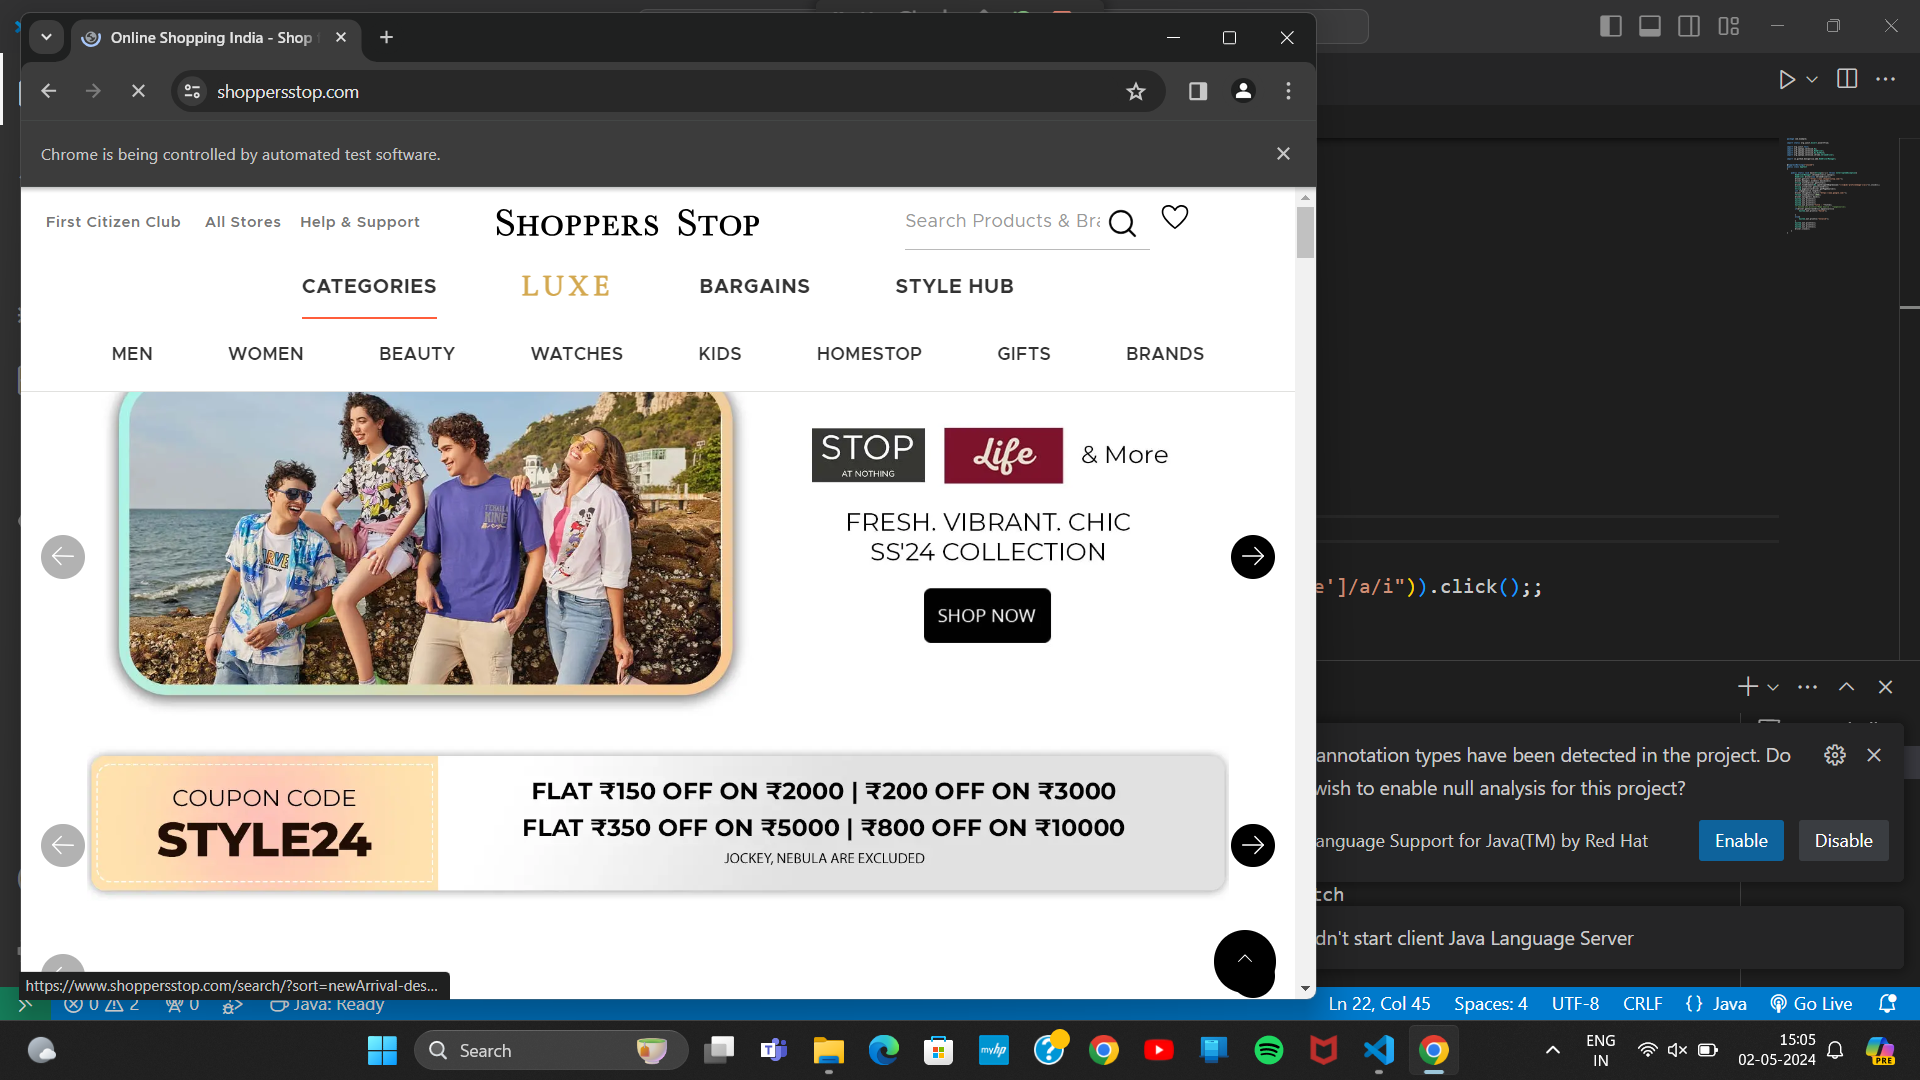 Online Shopping India - Shop
shoppersstop.com
Chrome is being controlled by automated test software.
First Citizen Club All Stores Help & Support
SHOPPERS STOP
Search Products & Bra
CATEGORIES LUXE BARGAINS STYLE HUB
MEN WOMEN BEAUTY WATCHES KIDS HOMESTOP GIFTS BRANDS
STOP
AT NOTHING
Life
& More
FRESH. VIBRANT. CHIC
SS'24 COLLECTION
SHOP NOW
COUPON CODE
STYLE24
FLAT ₹150 OFF ON ₹2000 | ₹200 OFF ON ₹3000
FLAT ₹350 OFF ON ₹5000 | ₹800 OFF ON ₹10000
JOCKEY, NEBULA ARE EXCLUDED
https://www.shoppersstop.com/search/?sort=newArrival-des...
e']/a/i")).click();;
annotation types have been detected in the project. Do
wish to enable null analysis for this project?
anguage Support for Java(TM) by Red Hat
Enable Disable
tch
dn't start client Java Language Server
0 2 0 Java: Ready
Ln 22, Col 45 Spaces: 4 UTF-8 CRLF {} Java Go Live
Search
myhp
ENG
IN
15:05
02-05-2024
PRE